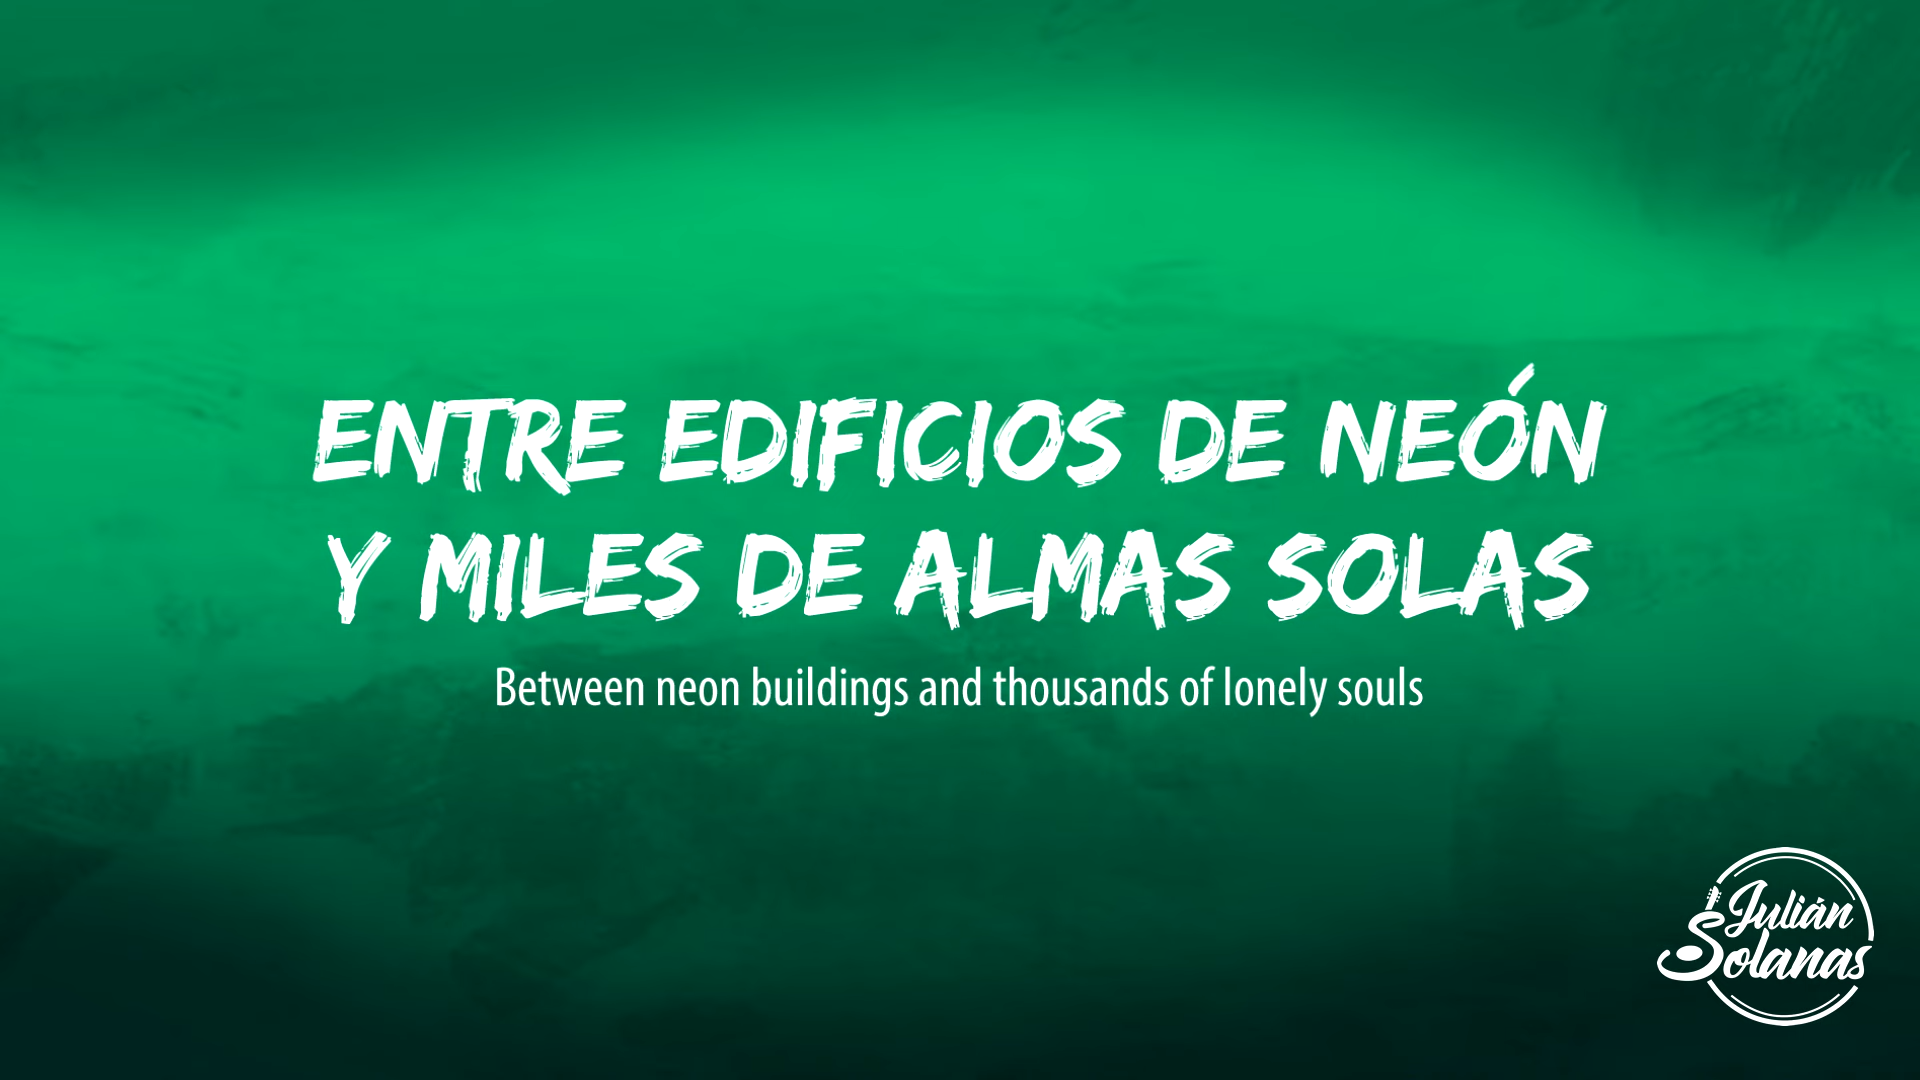 ENTRE EDIFICIOS DE NEÓN
Y MILES DE ALMAS SOLAS
Between neon buildings and thousands of lonely souls
Julián
Solanas